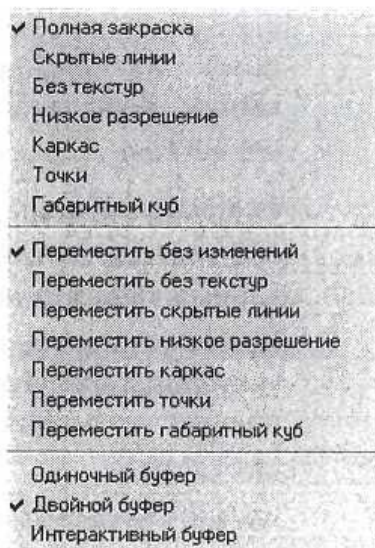 Полная закраска
Скрытые линии
Без текстур
Низкое разрешение
Каркас
Точки
Габаритный куб
Переместить без изменений
Переместить без текстур
Переместить скрытые линии
Переместить низкое разрешение
Переместить каркас
Переместить точки
Переместить габаритный куб
Одиночный буфер
Двойной буфер
Интерактивный буфер